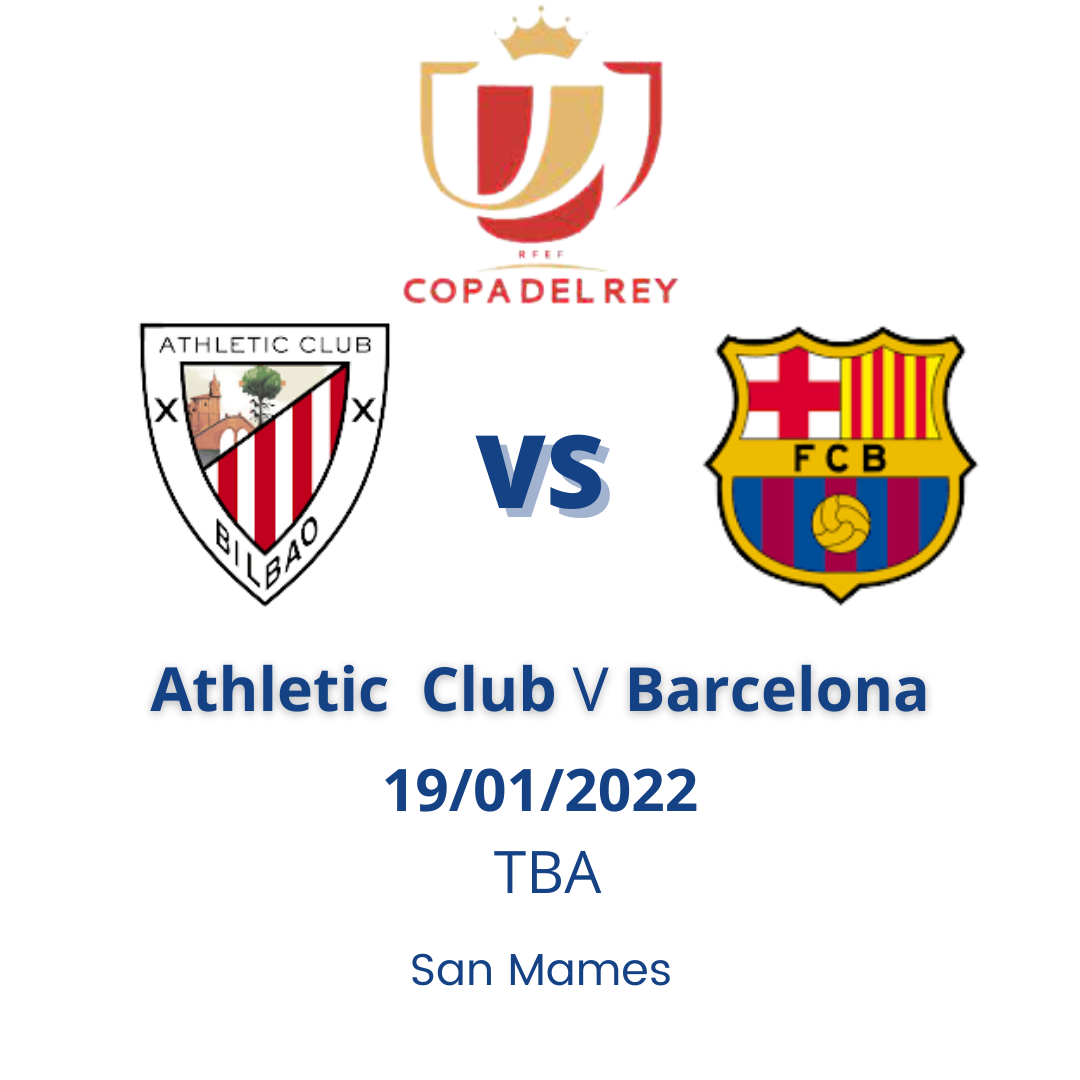 RFEF
COPA DEL REY
ATHLETIC CLUB
X X
BILBAO
VS
FCB
Athletic Club V Barcelona
19/01/2022
TBA
San Mames